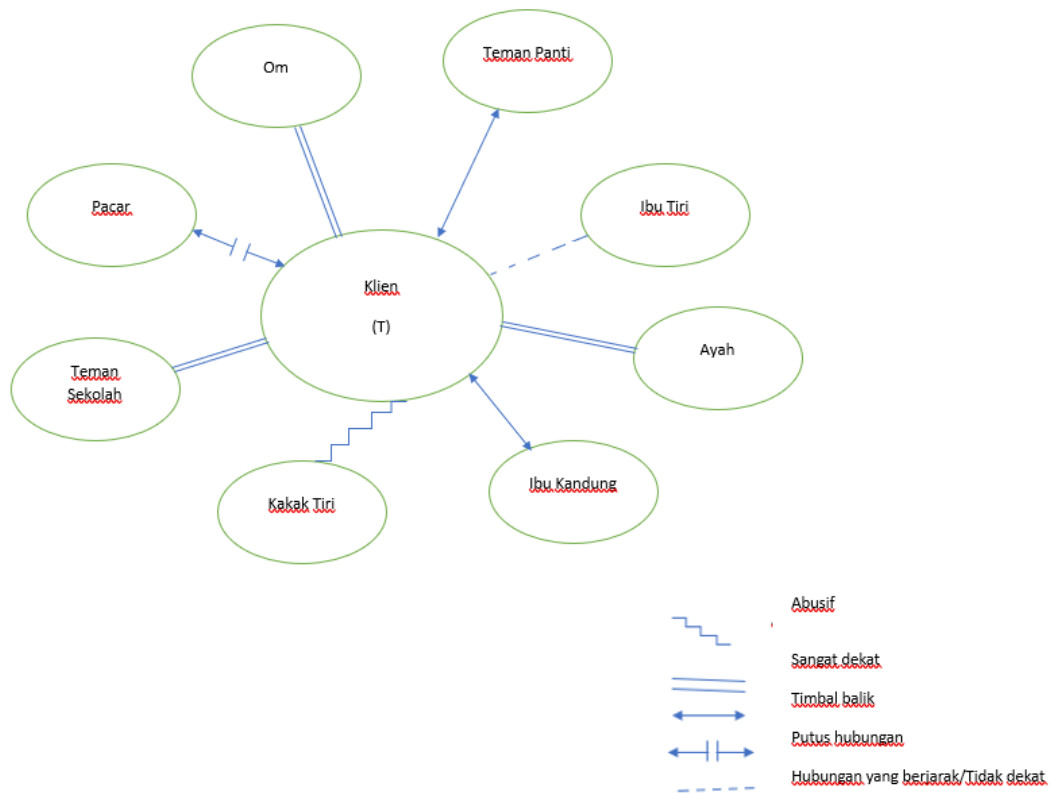 Om
Teman Panti
Pacar
Ibu Tiri
Klien
(T)
Ayah
Teman
Sekolah
Ibu Kandung
Kakak Tiri
Abusif
Sangat dekat
Timbal balik
Putus hubungan
Hubungan yang berjarak/Tidak dekat